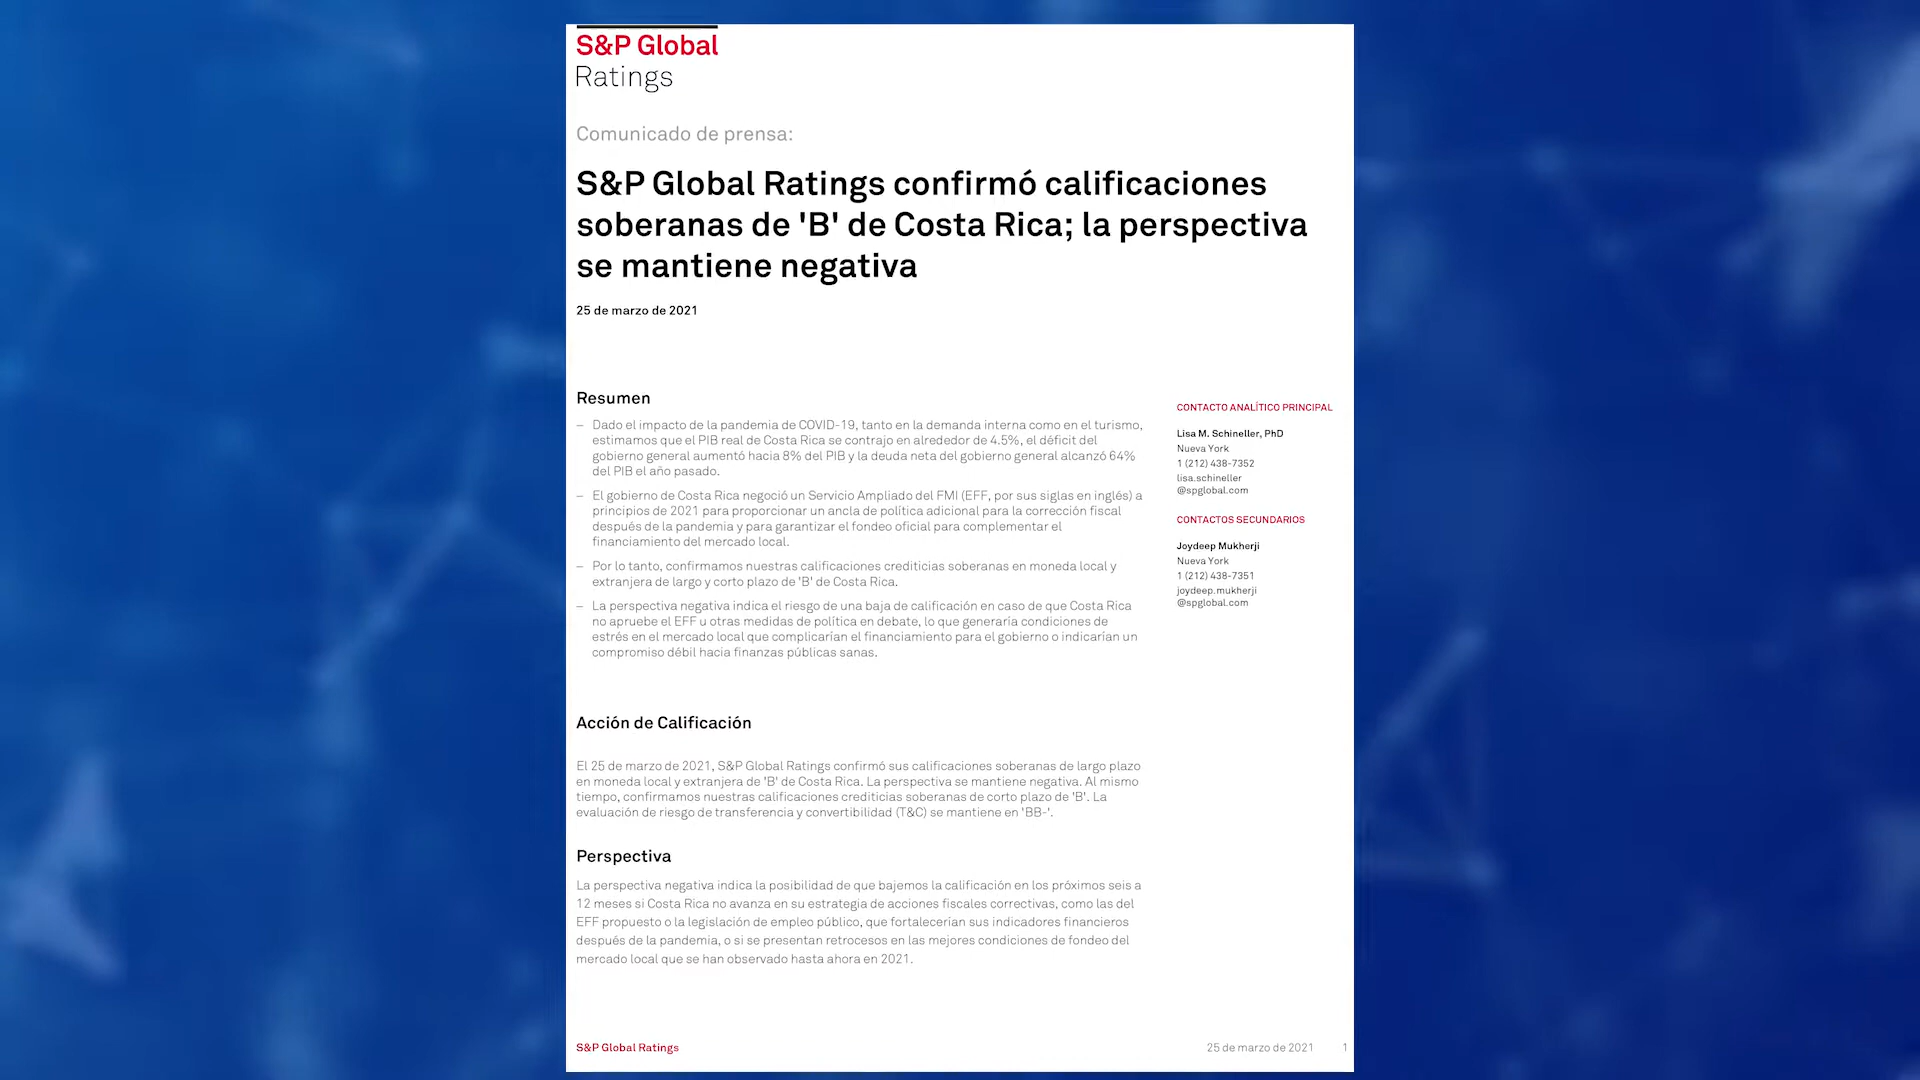 S&P Global
Ratings
Comunicado de prensa:
S&P Global Ratings confirmó calificaciones
soberanas de 'B' de Costa Rica; la perspectiva
se mantiene negativa
25 de marzo de 2021
Resumen
– Dado el impacto de la pandemia de COVID-19, tanto en la demanda interna como en el turismo,
estimamos que el PIB real de Costa Rica se contrajo en alrededor de 4.5%, el déficit del
gobierno general aumentó hacia 8% del PIB y la deuda neta del gobierno general alcanzó 64%
del PIB el año pasado.
– El gobierno de Costa Rica negoció un Servicio Ampliado del FMI (EFF, por sus siglas en inglés) a
principios de 2021 para proporcionar un ancla de política adicional para la corrección fiscal
después de la pandemia y para garantizar el fondeo oficial para complementar el
financiamiento del mercado local.
– Por lo tanto, confirmamos nuestras calificaciones crediticias soberanas en moneda local y
extranjera de largo y corto plazo de 'B' de Costa Rica.
– La perspectiva negativa indica el riesgo de una baja de calificación en caso de que Costa Rica
no apruebe el EFF u otras medidas de política en debate, lo que generaría condiciones de
estrés en el mercado local que complicarían el financiamiento para el gobierno o indicarían un
compromiso débil hacia finanzas públicas sanas.
CONTACTO ANALÍTICO PRINCIPAL
Lisa M. Schineller, PhD
Nueva York
1 (212) 438-7352
lisa.schineller
@spglobal.com
CONTACTOS SECUNDARIOS
Joydeep Mukherji
Nueva York
1 (212) 438-7351
joydeep.mukherji
@spglobal.com
Acción de Calificación
El 25 de marzo de 2021, S&P Global Ratings confirmó sus calificaciones soberanas de largo plazo
en moneda local y extranjera de 'B' de Costa Rica. La perspectiva se mantiene negativa. Al mismo
tiempo, confirmamos nuestras calificaciones crediticias soberanas de corto plazo de 'B'. La
evaluación de riesgo de transferencia y convertibilidad (T&C) se mantiene en 'BB-'.
Perspectiva
La perspectiva negativa indica la posibilidad de que bajemos la calificación en los próximos seis a
12 meses si Costa Rica no avanza en su estrategia de acciones fiscales correctivas, como las del
EFF propuesto o la legislación de empleo público, que fortalecerían sus indicadores financieros
después de la pandemia, o si se presentan retrocesos en las mejores condiciones de fondeo del
mercado local que se han observado hasta ahora en 2021.
S&P Global Ratings
25 de marzo de 2021 1